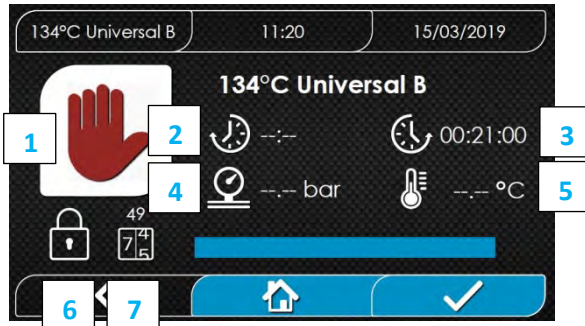 134°C Universal B 11:20 15/03/2019
134°C Universal B
1 2 --:-- 00:21:00 3
4 --.-- bar --.-- °C 5
49
7 4 5
6 7